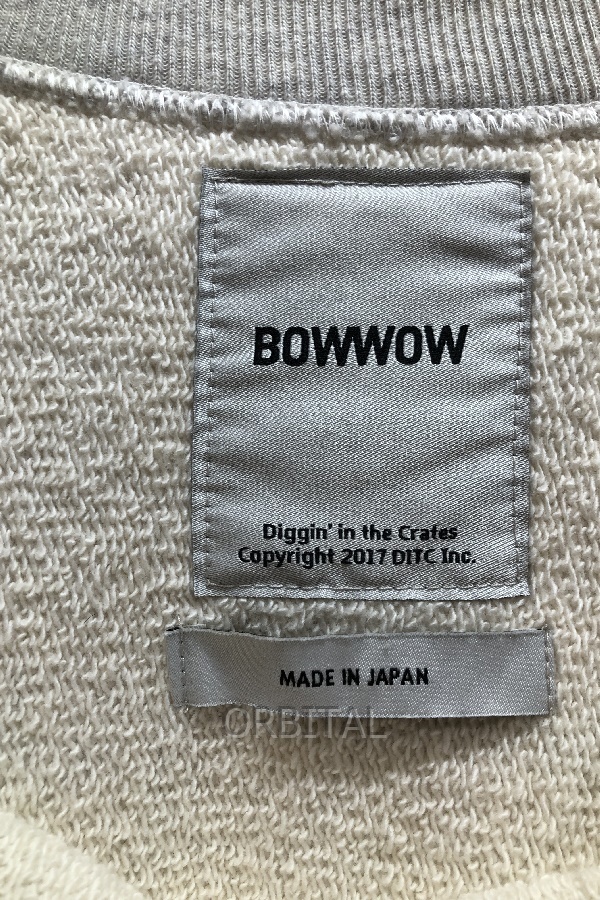 BOWWOW
Diggin' in the Crates
Copyright 2017 DITC Inc.
MADE IN JAPAN
ORBITAL